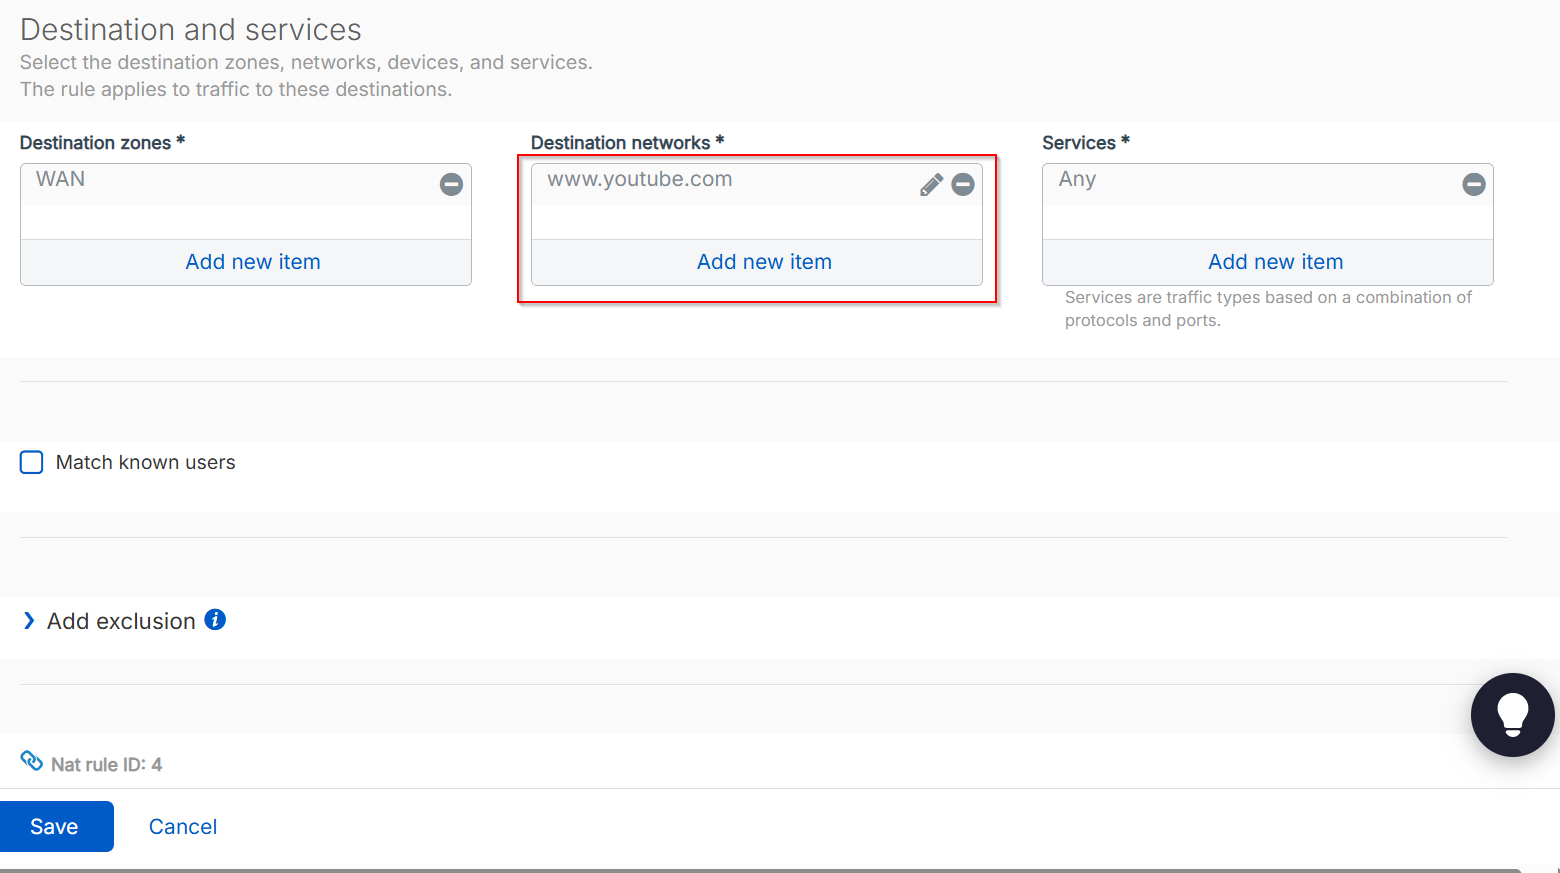 Destination and services
Select the destination zones, networks, devices, and services.
The rule applies to traffic to these destinations.
Destination zones *
WAN
Add new item
Destination networks *
www.youtube.com
Add new item
Services *
Any
Add new item
Services are traffic types based on a combination of
protocols and ports.
Match known users
Add exclusion
Nat rule ID: 4
Save
Cancel